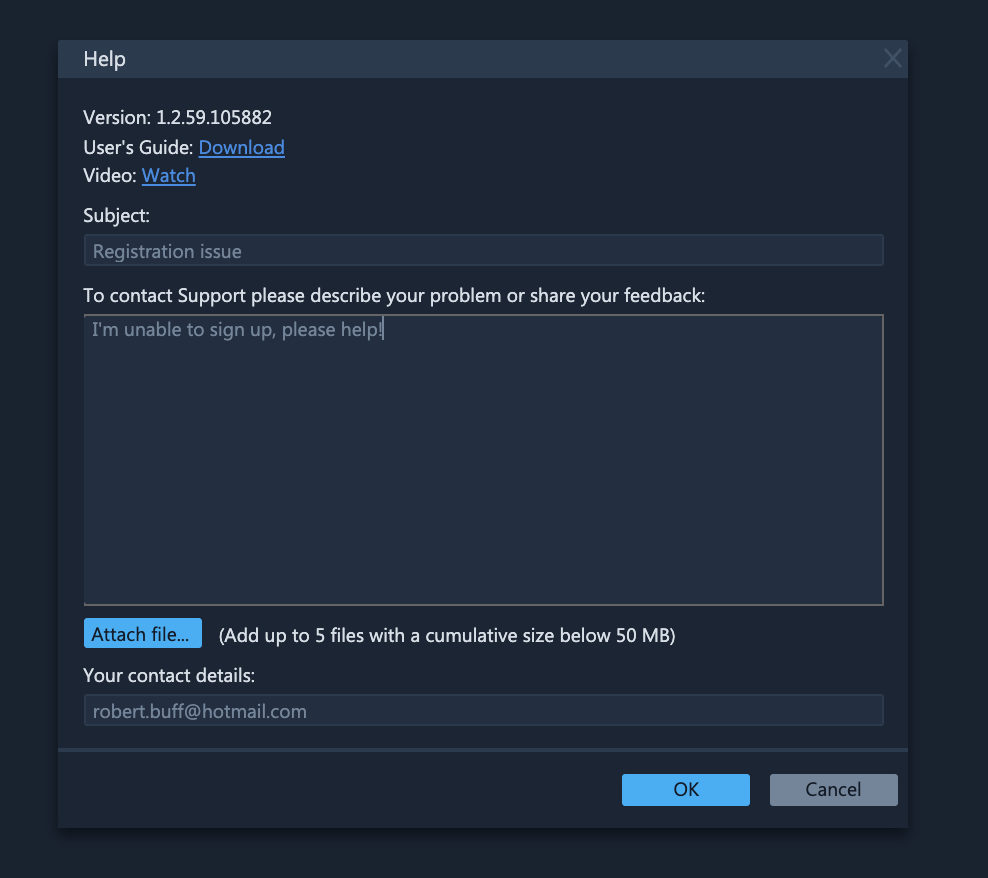 Help
Version: 1.2.59.105882
User's Guide: Download
Video: Watch
Subject:
Registration issue
To contact Support please describe your problem or share your feedback:
I'm unable to sign up, please help!
Attach file... (Add up to 5 files with a cumulative size below 50 MB)
Your contact details:
robert.buff@hotmail.com
OK Cancel